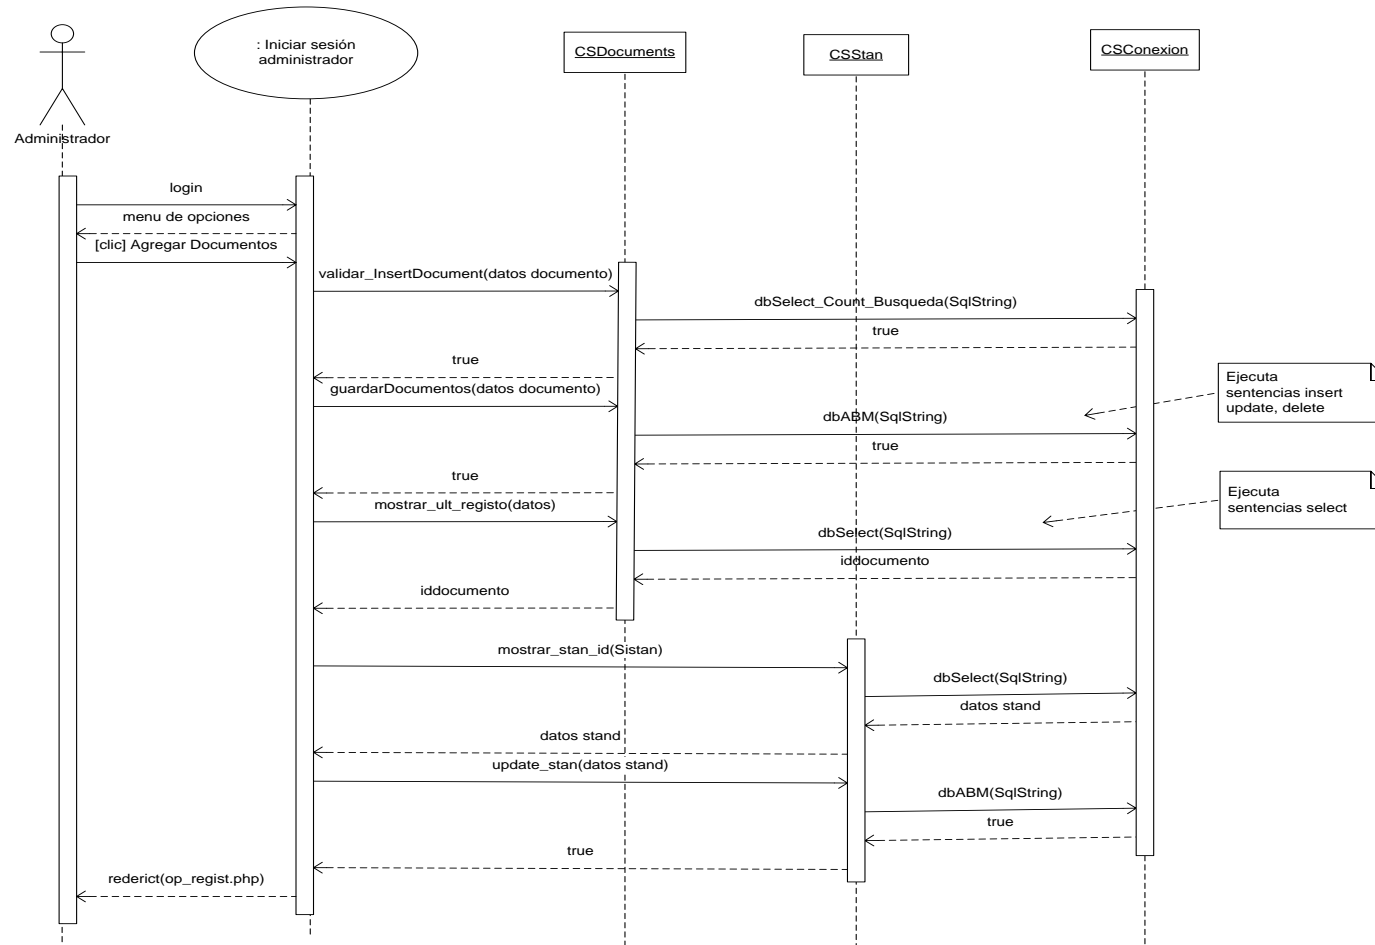 : Iniciar sesión
administrador
CSDocuments
CSStan
CSConexion
Administrador
login
menu de opciones
[clic] Agregar Documentos
validar_InsertDocument(datos documento)
dbSelect_Count_Busqueda(SqlString)
true
true
guardarDocumentos(datos documento)
Ejecuta
sentencias insert
update, delete
dbABM(SqlString)
true
true
mostrar_ult_registo(datos)
Ejecuta
sentencias select
dbSelect(SqlString)
iddocumento
iddocumento
mostrar_stan_id(Sistan)
dbSelect(SqlString)
datos stand
datos stand
update_stan(datos stand)
dbABM(SqlString)
true
true
rederict(op_regist.php)